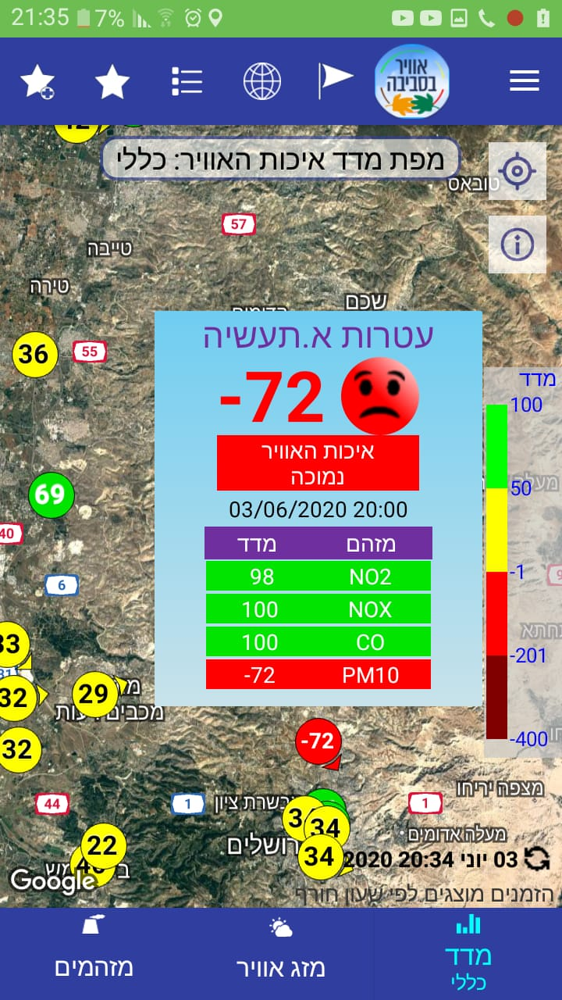 21:35 7%
אוויר
בסביבה
12
מפת מדד איכות האוויר: כללי
טובאס
57
טייבה
טירה
שכם
36
55
עטרות א.תעשיה
-72
איכות האוויר
נמוכה
03/06/2020 20:00
מזהם מדד
NO2 98
NOX 100
CO 100
PM10 -72
מדד
100
50
-1
-201
-400
69
40
6
33
32
29
32
-72
מצפה יריחו
44
1
1
34
מעלה אדומים
22
34
03 יוני 2020 20:34
Google
הזמנים מוצגים לפי שעון חורף
מדד
כללי
מזג אוויר
מזהמים